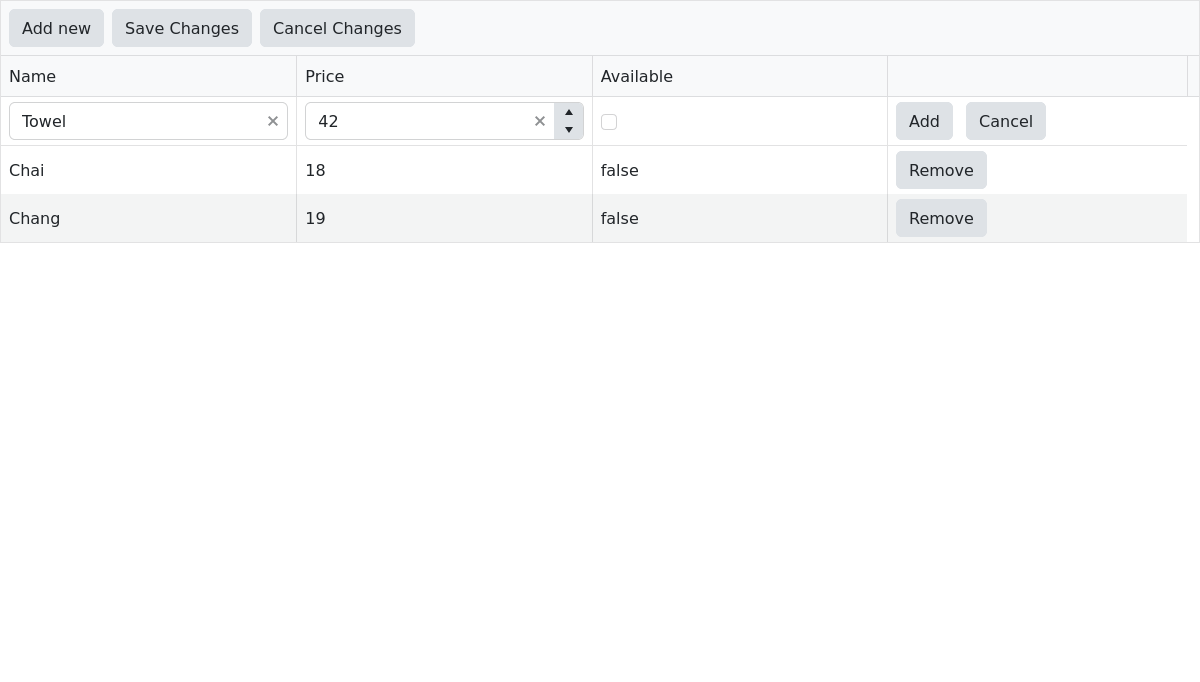 Add new Save Changes Cancel Changes
Name Price Available
Towel 42 Add Cancel
Chai 18 false Remove
Chang 19 false Remove